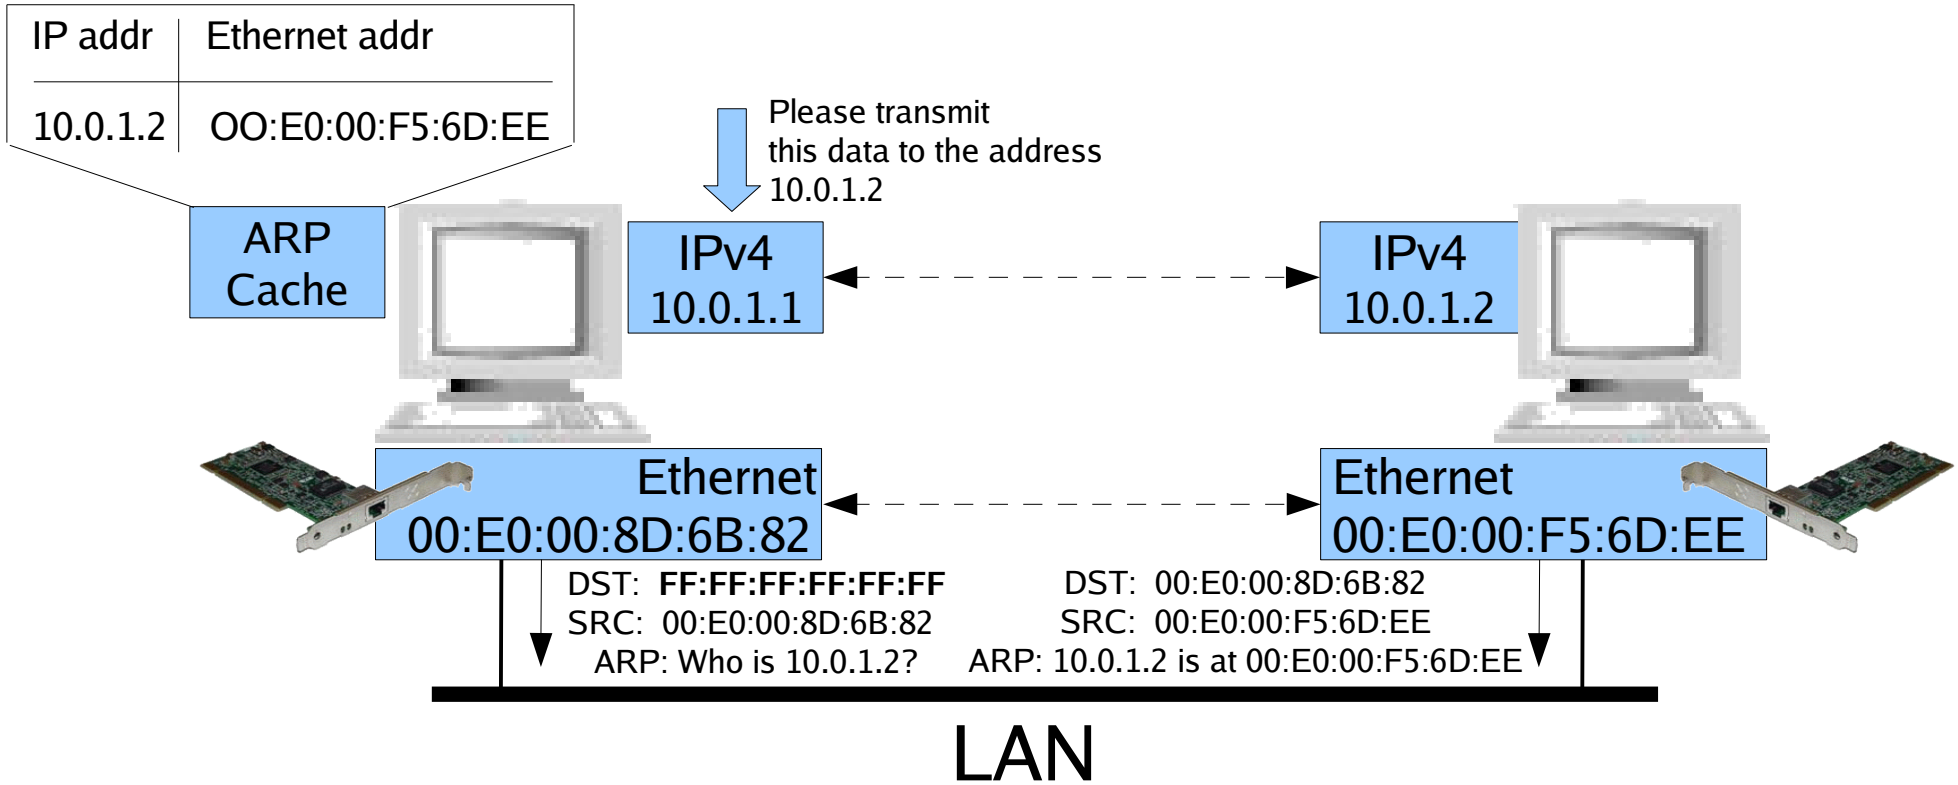 IP addr Ethernet addr
10.0.1.2 OO:E0:00:F5:6D:EE
Please transmit
this data to the address
10.0.1.2
ARP
Cache
IPv4
10.0.1.1
IPv4
10.0.1.2
Ethernet
00:E0:00:8D:6B:82
Ethernet
00:E0:00:F5:6D:EE
DST: FF:FF:FF:FF:FF:FF
SRC: 00:E0:00:8D:6B:82
ARP: Who is 10.0.1.2?
DST: 00:E0:00:8D:6B:82
SRC: 00:E0:00:F5:6D:EE
ARP: 10.0.1.2 is at 00:E0:00:F5:6D:EE
LAN